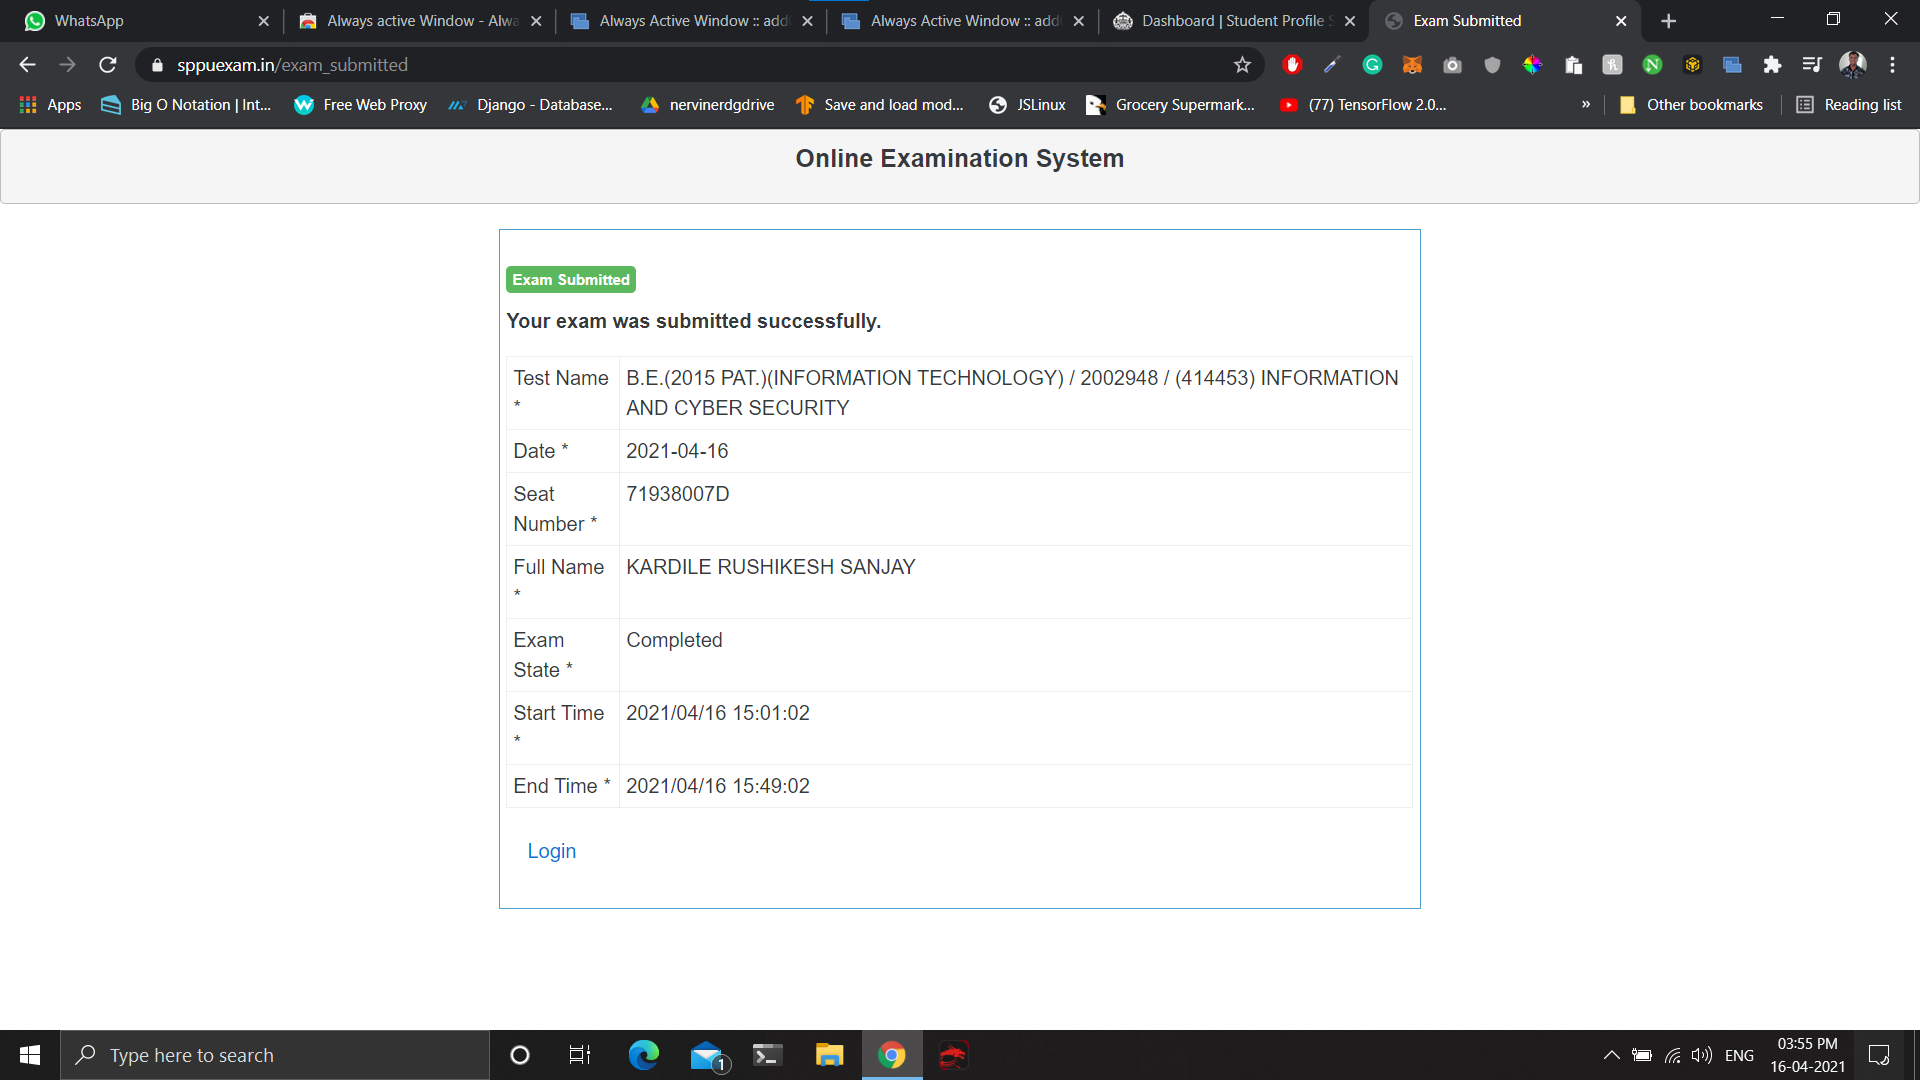 WhatsApp
Always active Window - Alwa
Always Active Window :: add
Always Active Window :: add
Dashboard | Student Profile S
Exam Submitted
sppuexam.in/exam_submitted
Apps
Big O Notation | Int...
Free Web Proxy
Django - Database...
nervinerdgdrive
Save and load mod...
JSLinux
Grocery Supermark...
(77) TensorFlow 2.0...
»
Other bookmarks
Reading list
Online Examination System
Exam Submitted
Your exam was submitted successfully.
Test Name
*
B.E.(2015 PAT.)(INFORMATION TECHNOLOGY) / 2002948 / (414453) INFORMATION
AND CYBER SECURITY
Date *
2021-04-16
Seat
Number *
71938007D
Full Name
*
KARDILE RUSHIKESH SANJAY
Exam
State *
Completed
Start Time
*
2021/04/16 15:01:02
End Time *
2021/04/16 15:49:02
Login
Type here to search
1
ENG
03:55 PM
16-04-2021